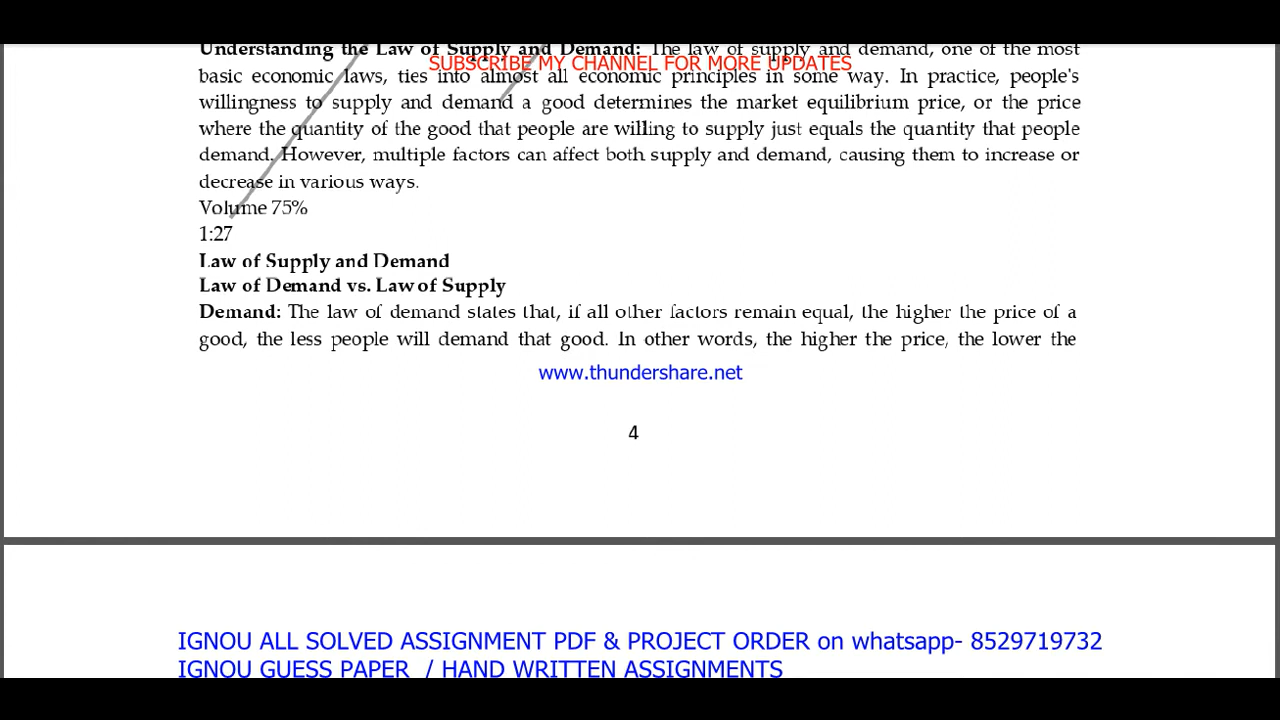 Understanding the Law of Supply and Demand: The law of supply and demand, one of the most
SUBSCRIBE MY CHANNEL FOR MORE UPDATES
basic economic laws, ties into almost all economic principles in some way. In practice, people's
willingness to supply and demand a good determines the market equilibrium price, or the price
where the quantity of the good that people are willing to supply just equals the quantity that people
demand. However, multiple factors can affect both supply and demand, causing them to increase or
decrease in various ways.
Volume 75%
1:27
Law of Supply and Demand
Law of Demand vs. Law of Supply
Demand: The law of demand states that, if all other factors remain equal, the higher the price of a
good, the less people will demand that good. In other words, the higher the price, the lower the
www.thundershare.net
4
IGNOU ALL SOLVED ASSIGNMENT PDF & PROJECT ORDER on whatsapp- 8529719732
IGNOU GUESS PAPER / HAND WRITTEN ASSIGNMENTS